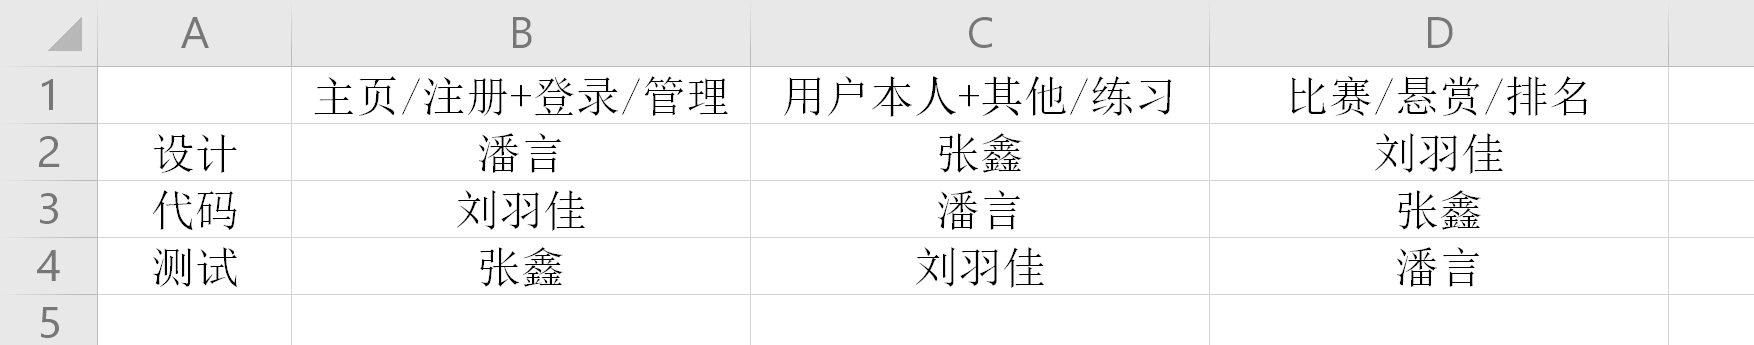 A B C D
1 主页/注册+登录/管理 用户本人+其他/练习 比赛/悬赏/排名
2 设计 潘言 张鑫 刘羽佳
3 代码 刘羽佳 潘言 张鑫
4 测试 张鑫 刘羽佳 潘言
5